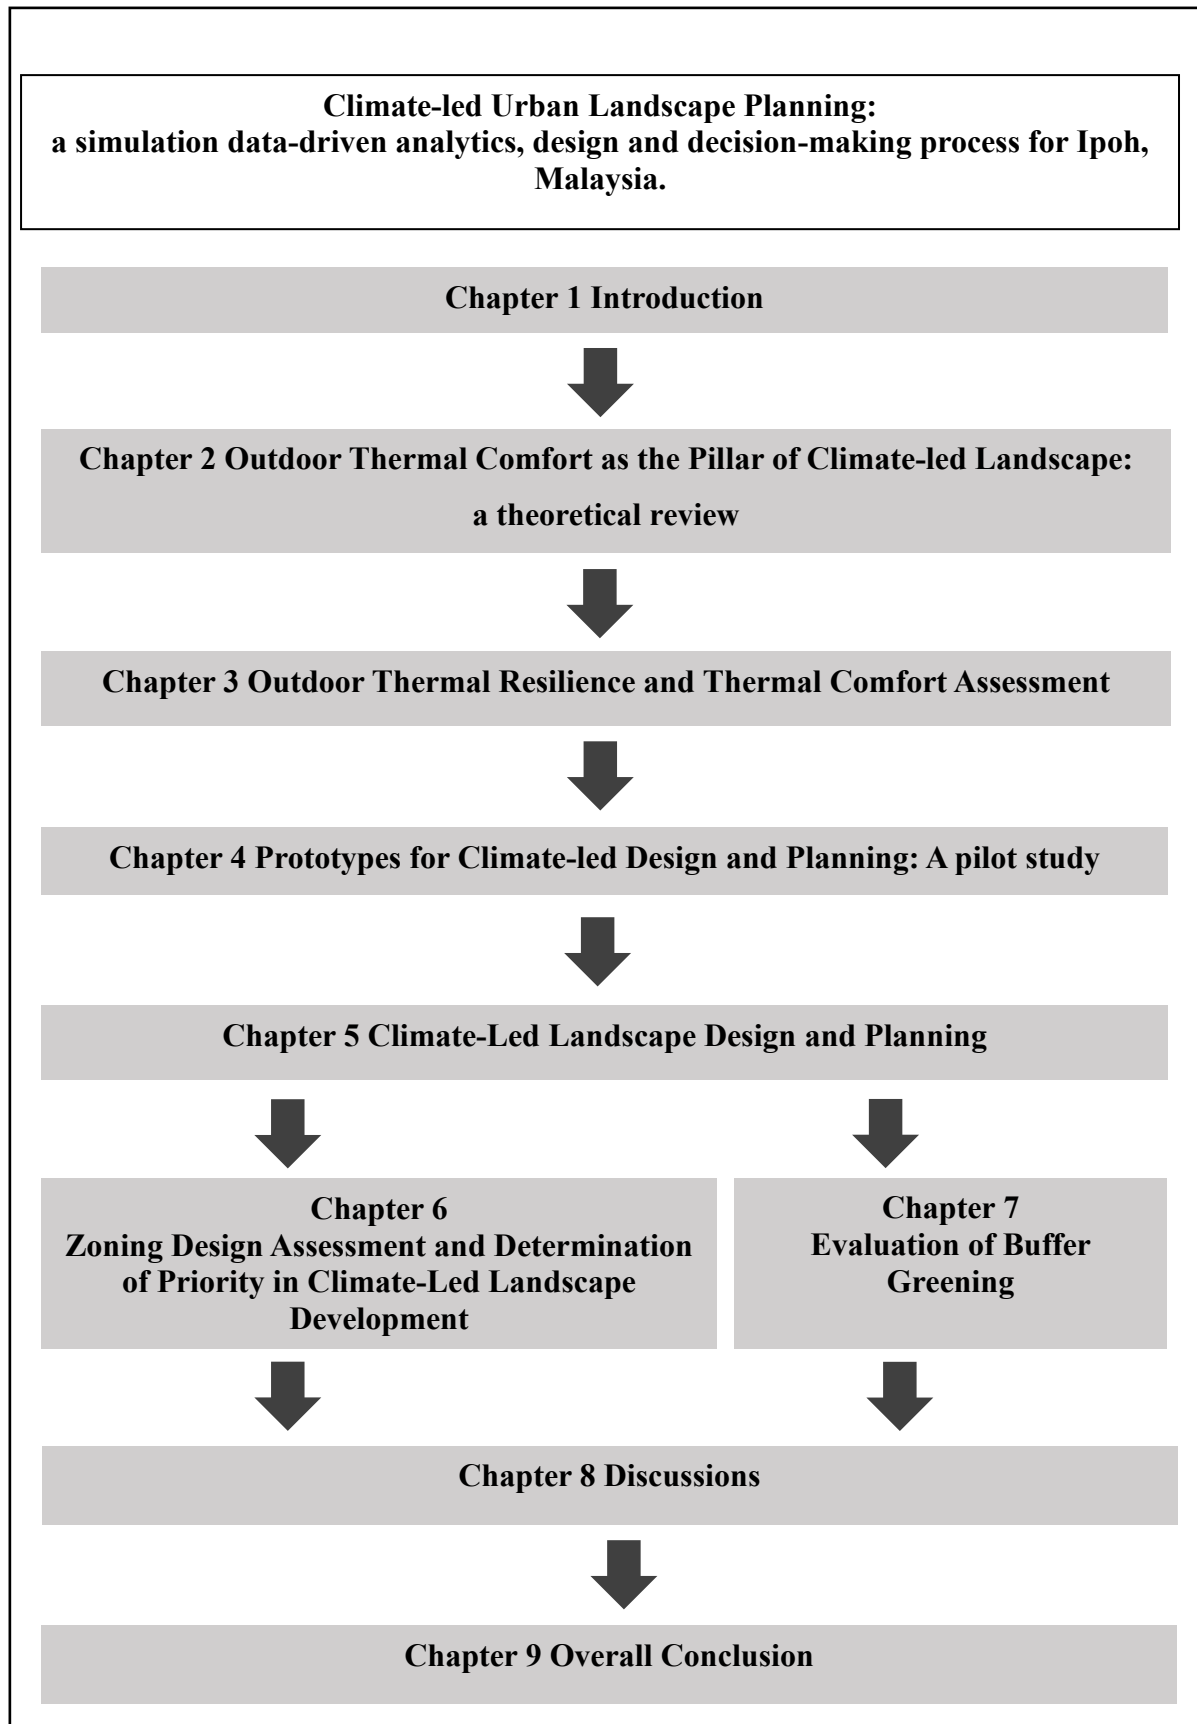 Climate-led Urban Landscape Planning:
a simulation data-driven analytics, design and decision-making process for Ipoh,
Malaysia.
Chapter 1 Introduction
Chapter 2 Outdoor Thermal Comfort as the Pillar of Climate-led Landscape:
a theoretical review
Chapter 3 Outdoor Thermal Resilience and Thermal Comfort Assessment
Chapter 4 Prototypes for Climate-led Design and Planning: A pilot study
Chapter 5 Climate-Led Landscape Design and Planning
Chapter 6
Zoning Design Assessment and Determination
of Priority in Climate-Led Landscape
Development
Chapter 7
Evaluation of Buffer
Greening
Chapter 8 Discussions
Chapter 9 Overall Conclusion